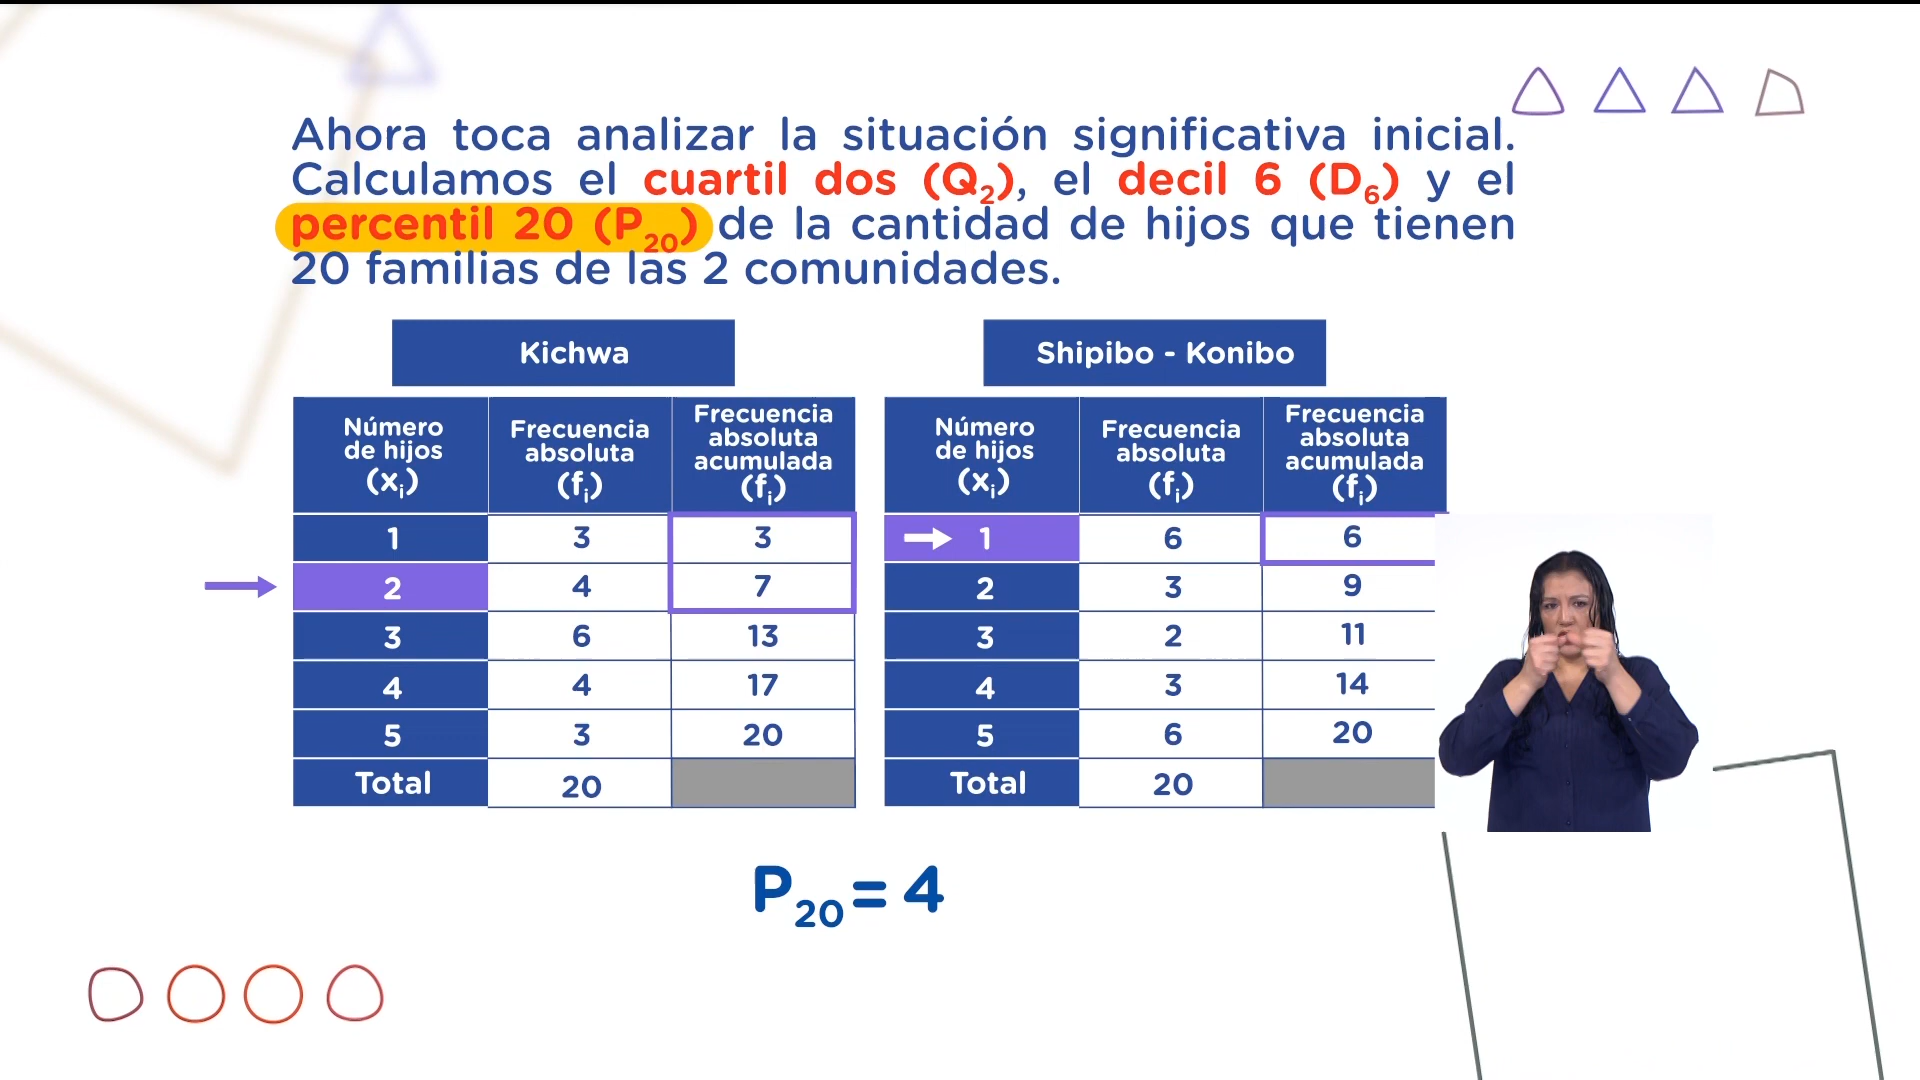 Ahora toca analizar la situación significativa inicial.
Calculamos el cuartil dos (Q2), el decil 6 (D6) y el
percentil 20 (P20) de la cantidad de hijos que tienen
20 familias de las 2 comunidades.
Kichwa
Número de hijos (xi) Frecuencia absoluta (fi) Frecuencia absoluta acumulada (fi)
1 3 3
2 4 7
3 6 13
4 4 17
5 3 20
Total 20
Shipibo - Konibo
Número de hijos (xi) Frecuencia absoluta (fi) Frecuencia absoluta acumulada (fi)
1 6 6
2 3 9
3 2 11
4 3 14
5 6 20
Total 20
P20 = 4